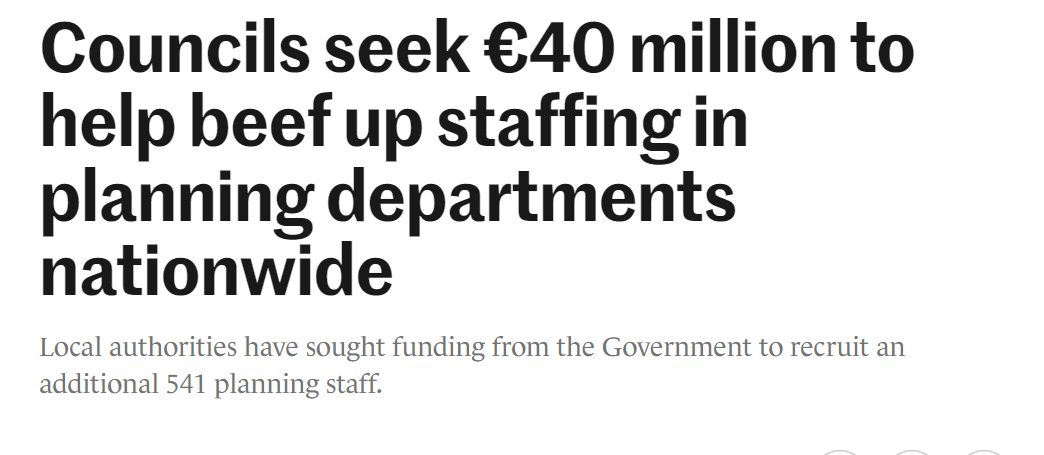 Councils seek €40 million to
help beef up staffing in
planning departments
nationwide
Local authorities have sought funding from the Government to recruit an
additional 541 planning staff.